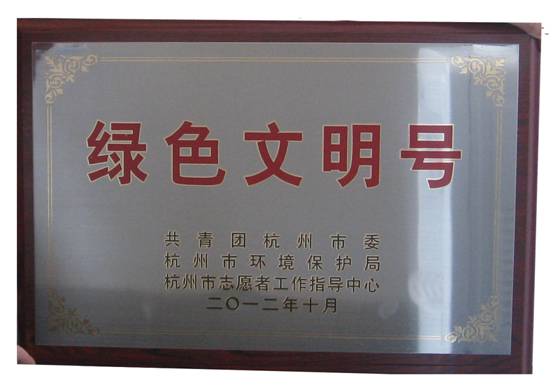 绿色文明号
共青团杭州市委
杭州市环境保护局
杭州市志愿者工作指导中心
二〇一二年十月